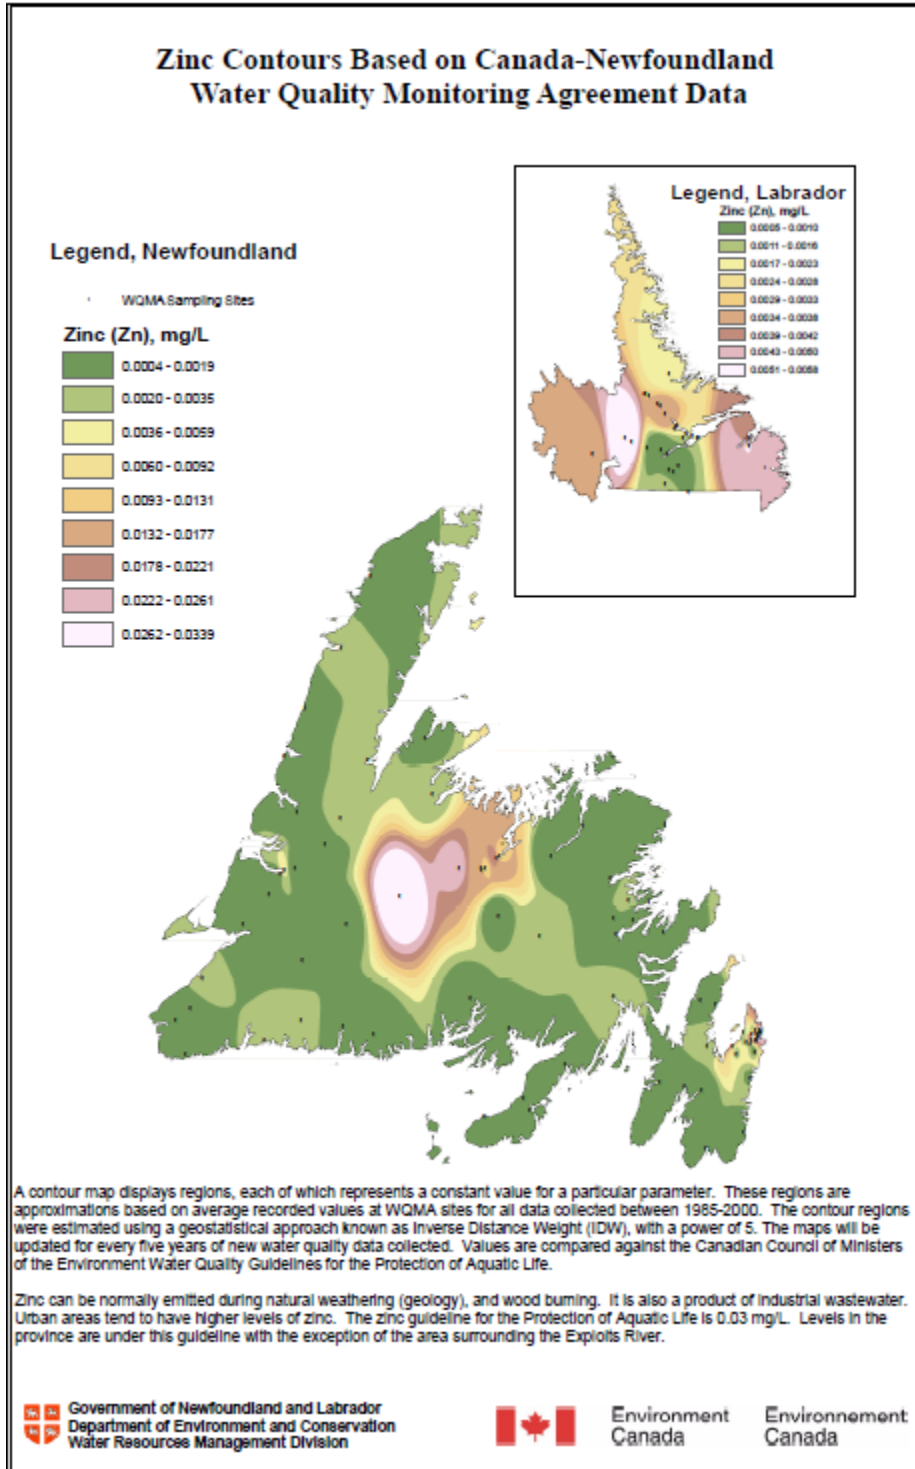 Zinc Contours Based on Canada-Newfoundland
Water Quality Monitoring Agreement Data
Legend, Labrador
Zinc (Zn), mg/L
0.0005 - 0.0010
0.0011 - 0.0016
0.0017 - 0.0023
0.0024 - 0.0028
0.0029 - 0.0033
0.0034 - 0.0038
0.0039 - 0.0042
0.0043 - 0.0050
0.0051 - 0.0058
Legend, Newfoundland
WQMA Sampling Sites
Zinc (Zn), mg/L
0.0004 - 0.0019
0.0020 - 0.0035
0.0036 - 0.0059
0.0060 - 0.0092
0.0093 - 0.0131
0.0132 - 0.0177
0.0178 - 0.0221
0.0222 - 0.0261
0.0262 - 0.0339
A contour map displays regions, each of which represents a constant value for a particular parameter. These regions are
approximations based on average recorded values at WQMA sites for all data collected between 1985-2000. The contour regions
were estimated using a geostatistical approach known as Inverse Distance Weight (IDW), with a power of 5. The maps will be
updated for every five years of new water quality data collected. Values are compared against the Canadian Council of Ministers
of the Environment Water Quality Guidelines for the Protection of Aquatic Life.
Zinc can be normally emitted during natural weathering (geology), and wood burning. It is also a product of industrial wastewater.
Urban areas tend to have higher levels of zinc. The zinc guideline for the Protection of Aquatic Life is 0.03 mg/L. Levels in the
province are under this guideline with the exception of the area surrounding the Exploits River.
Government of Newfoundland and Labrador
Department of Environment and Conservation
Water Resources Management Division
Environment
Canada
Environnement
Canada